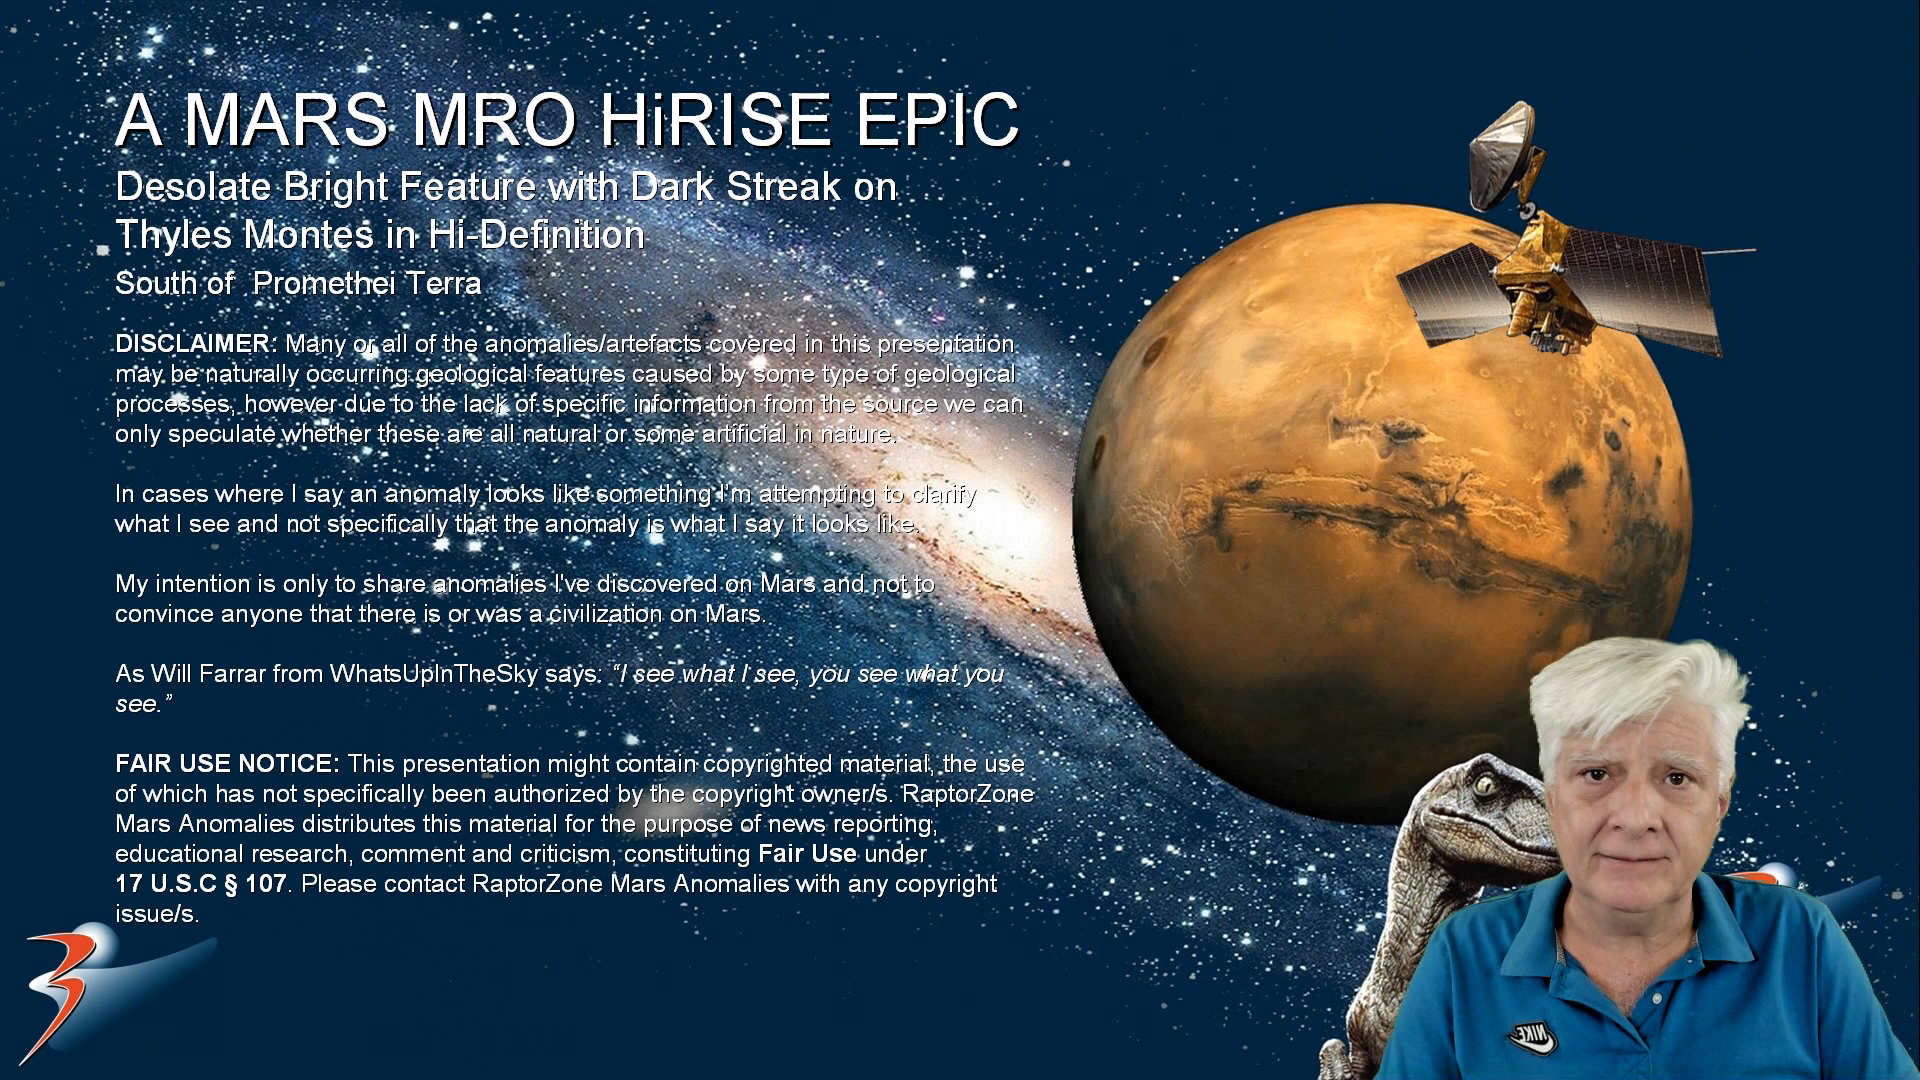 A MARS MRO HiRISE EPIC
Desolate Bright Feature with Dark Streak on
Thyles Montes in Hi-Definition
South of  Promethei Terra
DISCLAIMER: Many or all of the anomalies/artefacts covered in this presentation
may be naturally occurring geological features caused by some type of geological
processes, however due to the lack of specific information from the source we can
only speculate whether these are all natural or some artificial in nature.
In cases where I say an anomaly looks like something I'm attempting to clarify
what I see and not specifically that the anomaly is what I say it looks like.
My intention is only to share anomalies I've discovered on Mars and not to
convince anyone that there is or was a civilization on Mars.
As Will Farrar from WhatsUpInTheSky says: “I see what I see, you see what you
see.”
FAIR USE NOTICE: This presentation might contain copyrighted material, the use
of which has not specifically been authorized by the copyright owner/s. RaptorZone
Mars Anomalies distributes this material for the purpose of news reporting,
educational research, comment and criticism, constituting Fair Use under
17 U.S.C § 107. Please contact RaptorZone Mars Anomalies with any copyright
issue/s.
NIKE